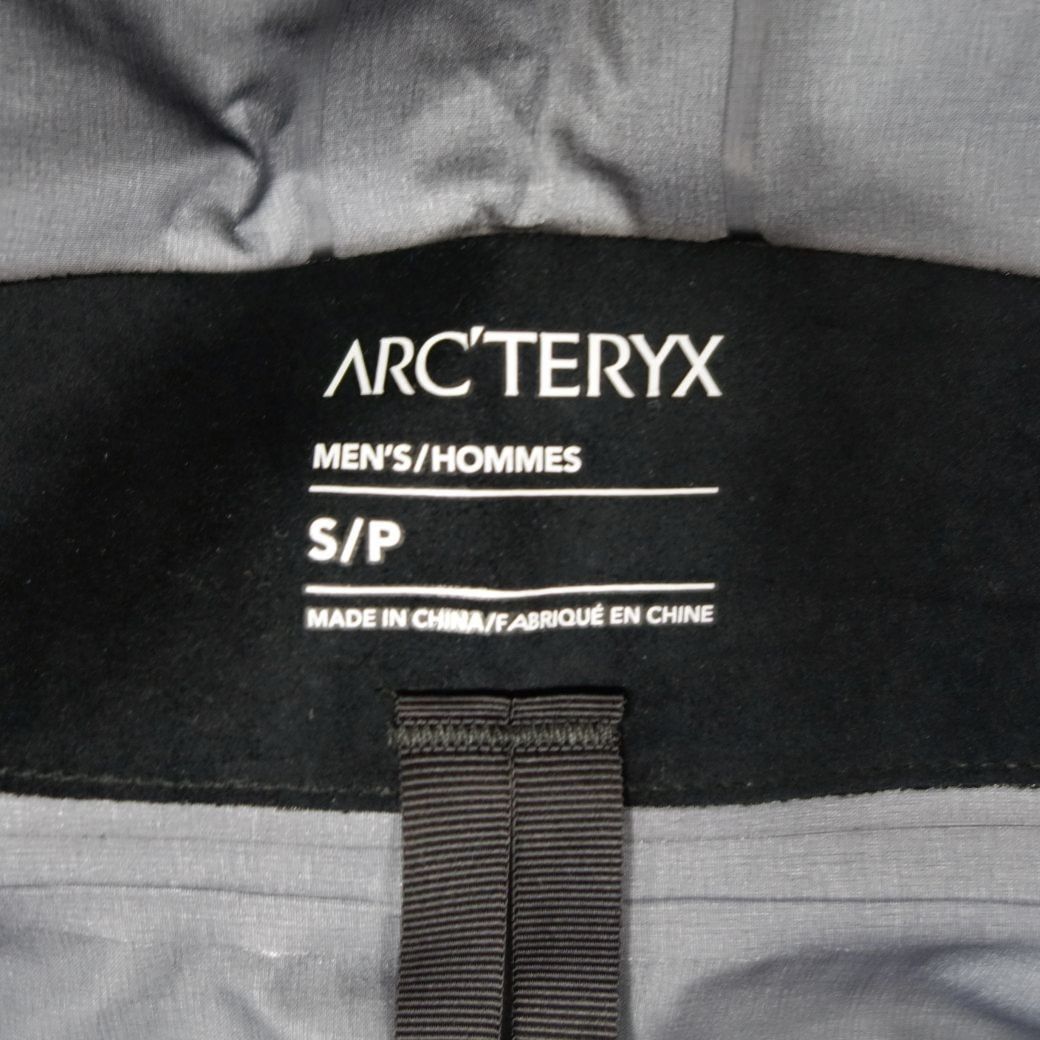 ARC'TERYX
MEN'S/HOMMES
S/P
MADE IN CHINA/FABRIQUÉ EN CHINE